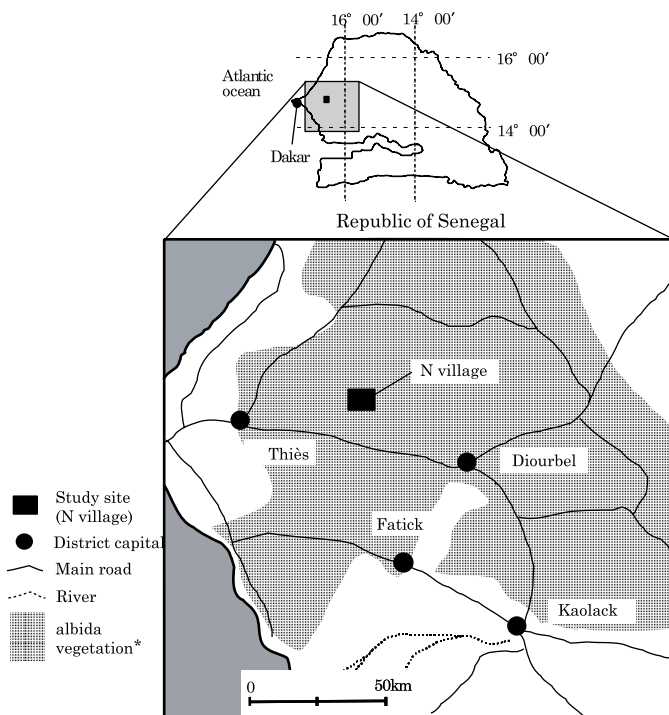 16° 00′ 14° 00′
16° 00′
Atlantic
ocean
14° 00′
Dakar
Republic of Senegal
N village
Thiès
Diourbel
Study site
(N village)
Fatick
District capital
Main road
River
Kaolack
albida
vegetation*
0 50km